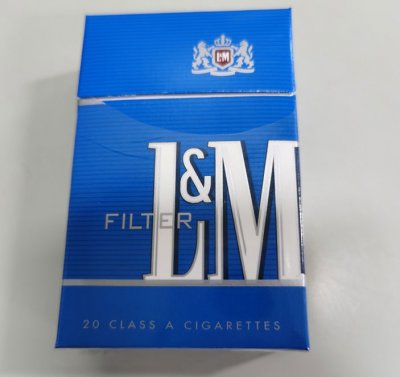 L&M
L&M
FILTER
20 CLASS A CIGARETTES